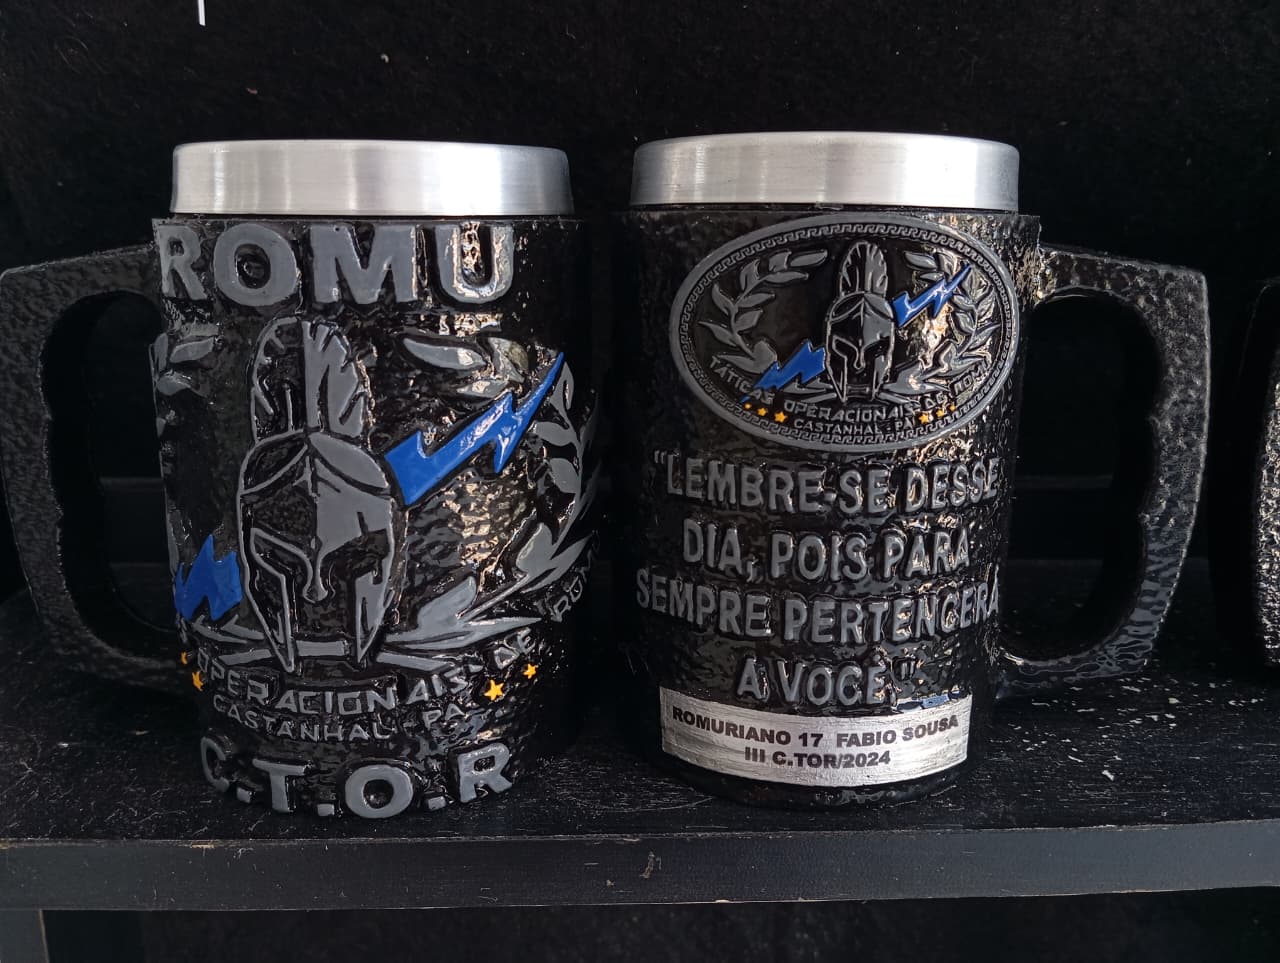 ROMU
OPERACIONAIS DE ROMU
CASTANHAL - PA
C.T.O.R
TÁTICAS OPERACIONAIS DE ROMU
CASTANHAL - PA
"LEMBRE-SE DESSE
DIA, POIS PARA
SEMPRE PERTENCERÁ
A VOCÊ"
ROMURIANO 17 FABIO SOUSA
III C.TOR/2024